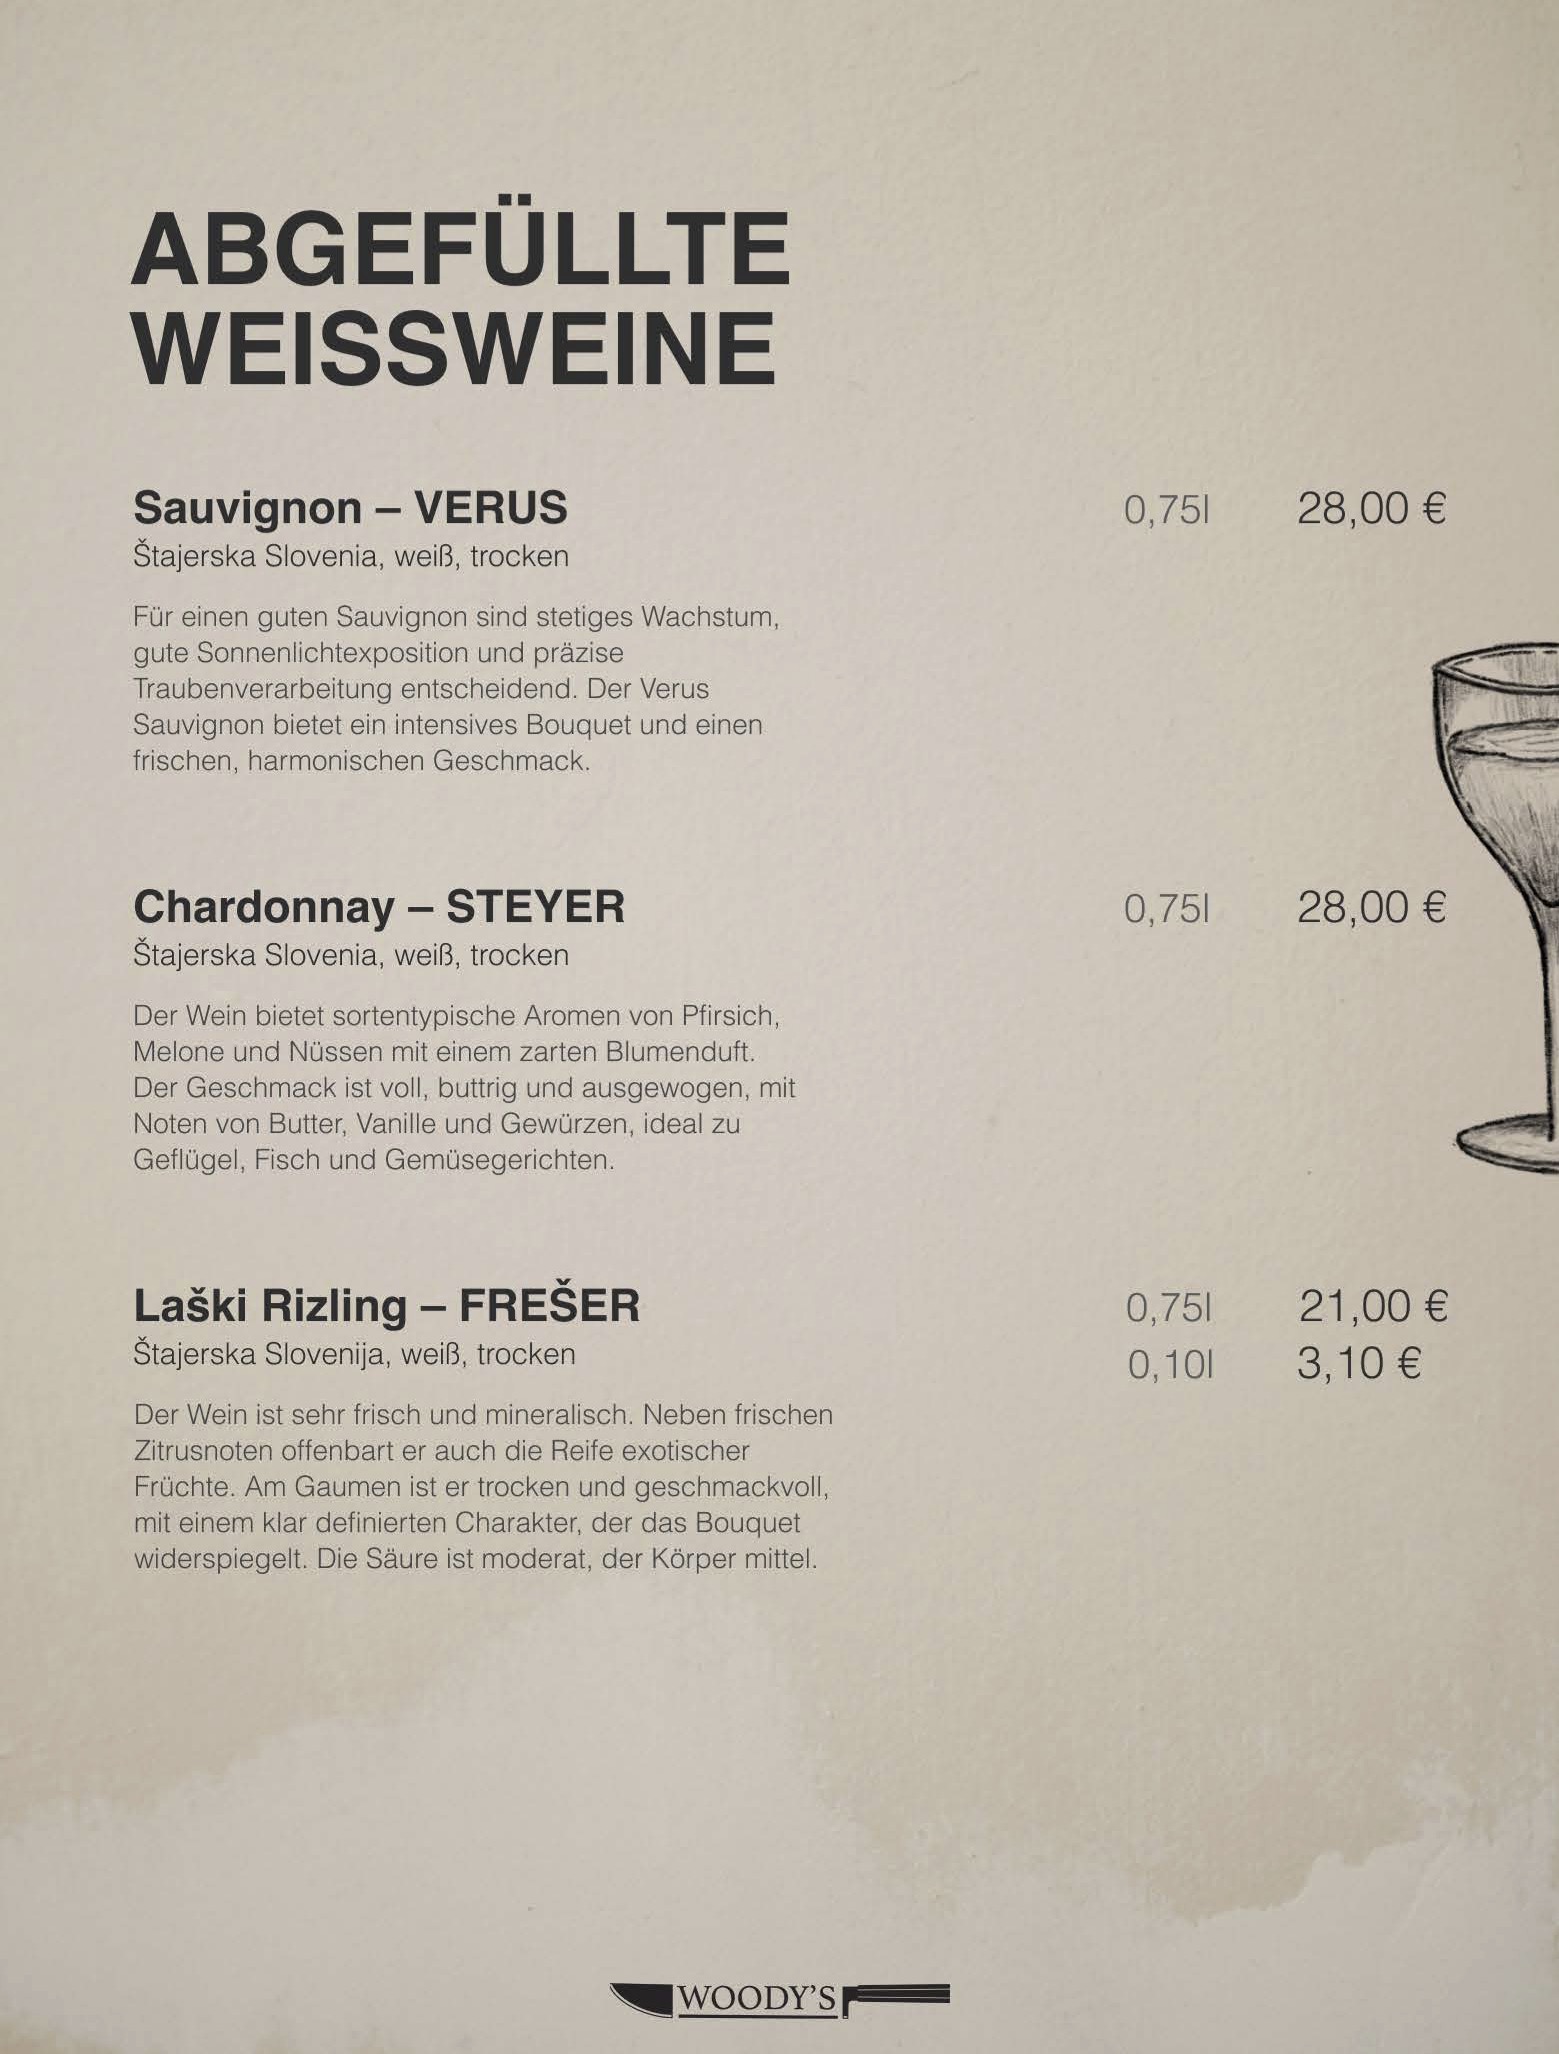 ABGEFÜLLTE
WEISSWEINE
Sauvignon – VERUS 0,75l 28,00 €
Štajerska Slovenia, weiß, trocken
Für einen guten Sauvignon sind stetiges Wachstum,
gute Sonnenlichtexposition und präzise
Traubenverarbeitung entscheidend. Der Verus
Sauvignon bietet ein intensives Bouquet und einen
frischen, harmonischen Geschmack.
Chardonnay – STEYER 0,75l 28,00 €
Štajerska Slovenia, weiß, trocken
Der Wein bietet sortentypische Aromen von Pfirsich,
Melone und Nüssen mit einem zarten Blumenduft.
Der Geschmack ist voll, buttrig und ausgewogen, mit
Noten von Butter, Vanille und Gewürzen, ideal zu
Geflügel, Fisch und Gemüsegerichten.
Laški Rizling – FREŠER 0,75l 21,00 €
Štajerska Slovenija, weiß, trocken 0,10l 3,10 €
Der Wein ist sehr frisch und mineralisch. Neben frischen
Zitrusnoten offenbart er auch die Reife exotischer
Früchte. Am Gaumen ist er trocken und geschmackvoll,
mit einem klar definierten Charakter, der das Bouquet
widerspiegelt. Die Säure ist moderat, der Körper mittel.
WOODY'S